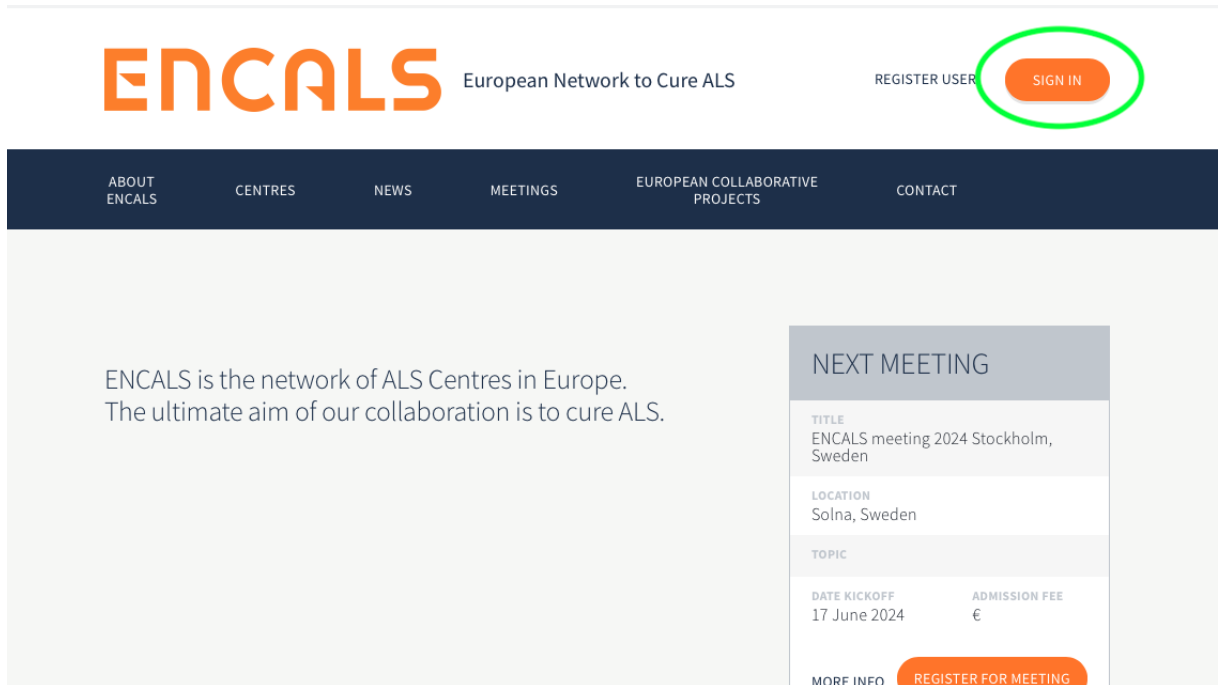 ENCALS
European Network to Cure ALS
REGISTER USER
SIGN IN
ABOUT
ENCALS
CENTRES
NEWS
MEETINGS
EUROPEAN COLLABORATIVE
PROJECTS
CONTACT
ENCALS is the network of ALS Centres in Europe.
The ultimate aim of our collaboration is to cure ALS.
NEXT MEETING
TITLE
ENCALS meeting 2024 Stockholm,
Sweden
LOCATION
Solna, Sweden
TOPIC
DATE KICKOFF
17 June 2024
ADMISSION FEE
€
MORE INFO
REGISTER FOR MEETING